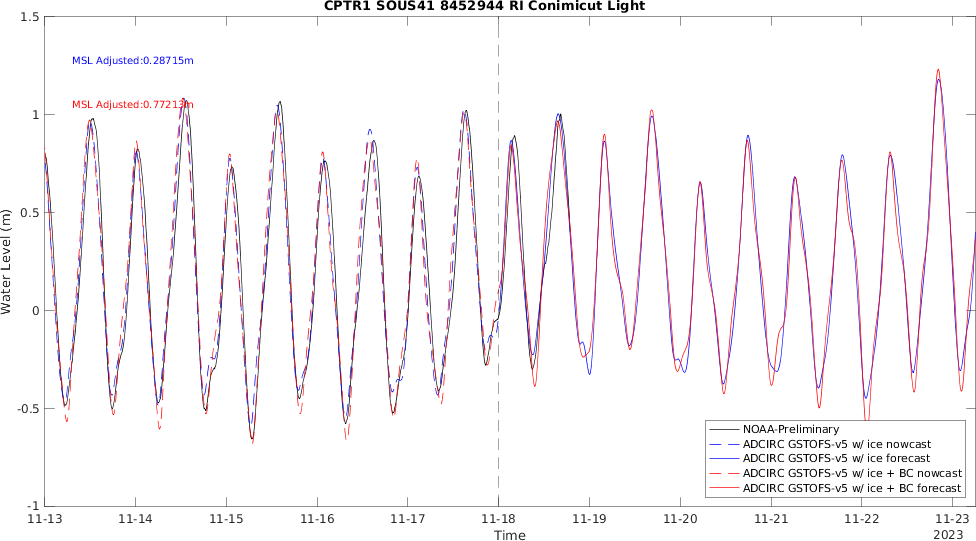 CPTR1 SOUS41 8452944 RI Conimicut Light
1.5
1
0.5
0
-0.5
-1
Water Level (m)
MSL Adjusted:0.28715m
MSL Adjusted:0.77213m
NOAA-Preliminary
ADCIRC GSTOFS-v5 w/ ice nowcast
ADCIRC GSTOFS-v5 w/ ice forecast
ADCIRC GSTOFS-v5 w/ ice + BC nowcast
ADCIRC GSTOFS-v5 w/ ice + BC forecast
11-13 11-14 11-15 11-16 11-17 11-18 11-19 11-20 11-21 11-22 11-23
Time 2023